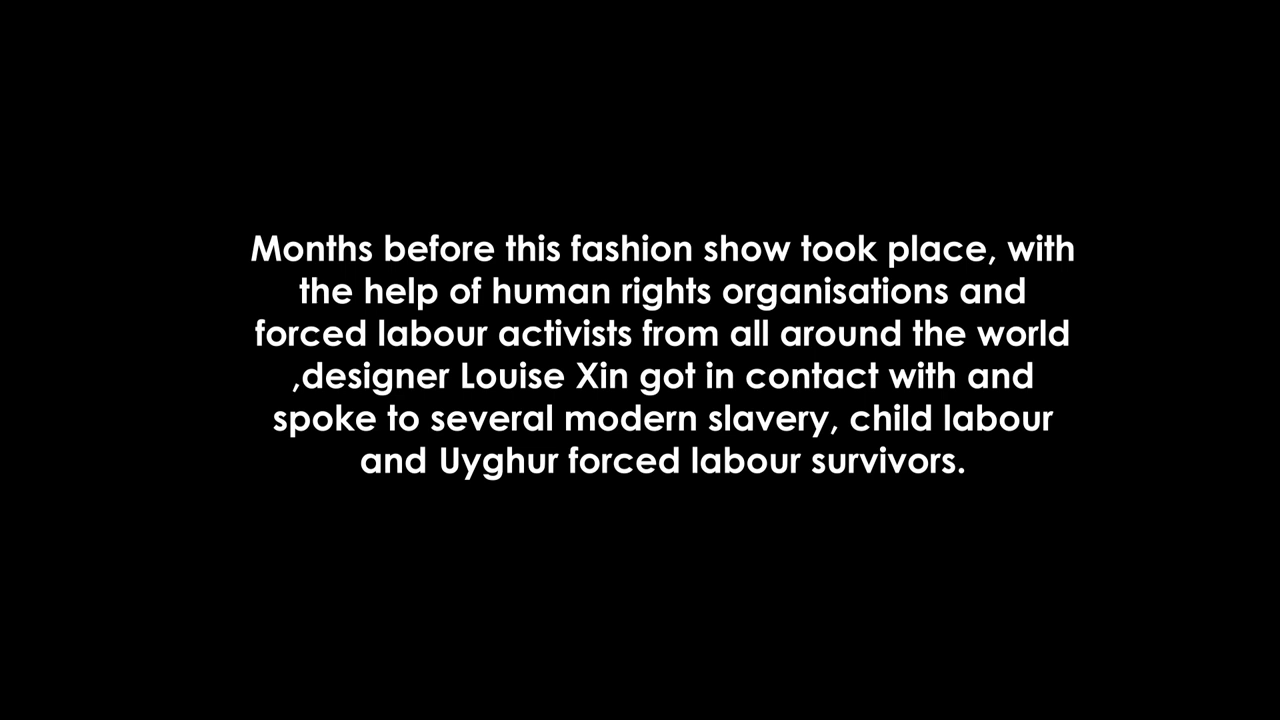 Months before this fashion show took place, with
the help of human rights organisations and
forced labour activists from all around the world
,designer Louise Xin got in contact with and
spoke to several modern slavery, child labour
and Uyghur forced labour survivors.